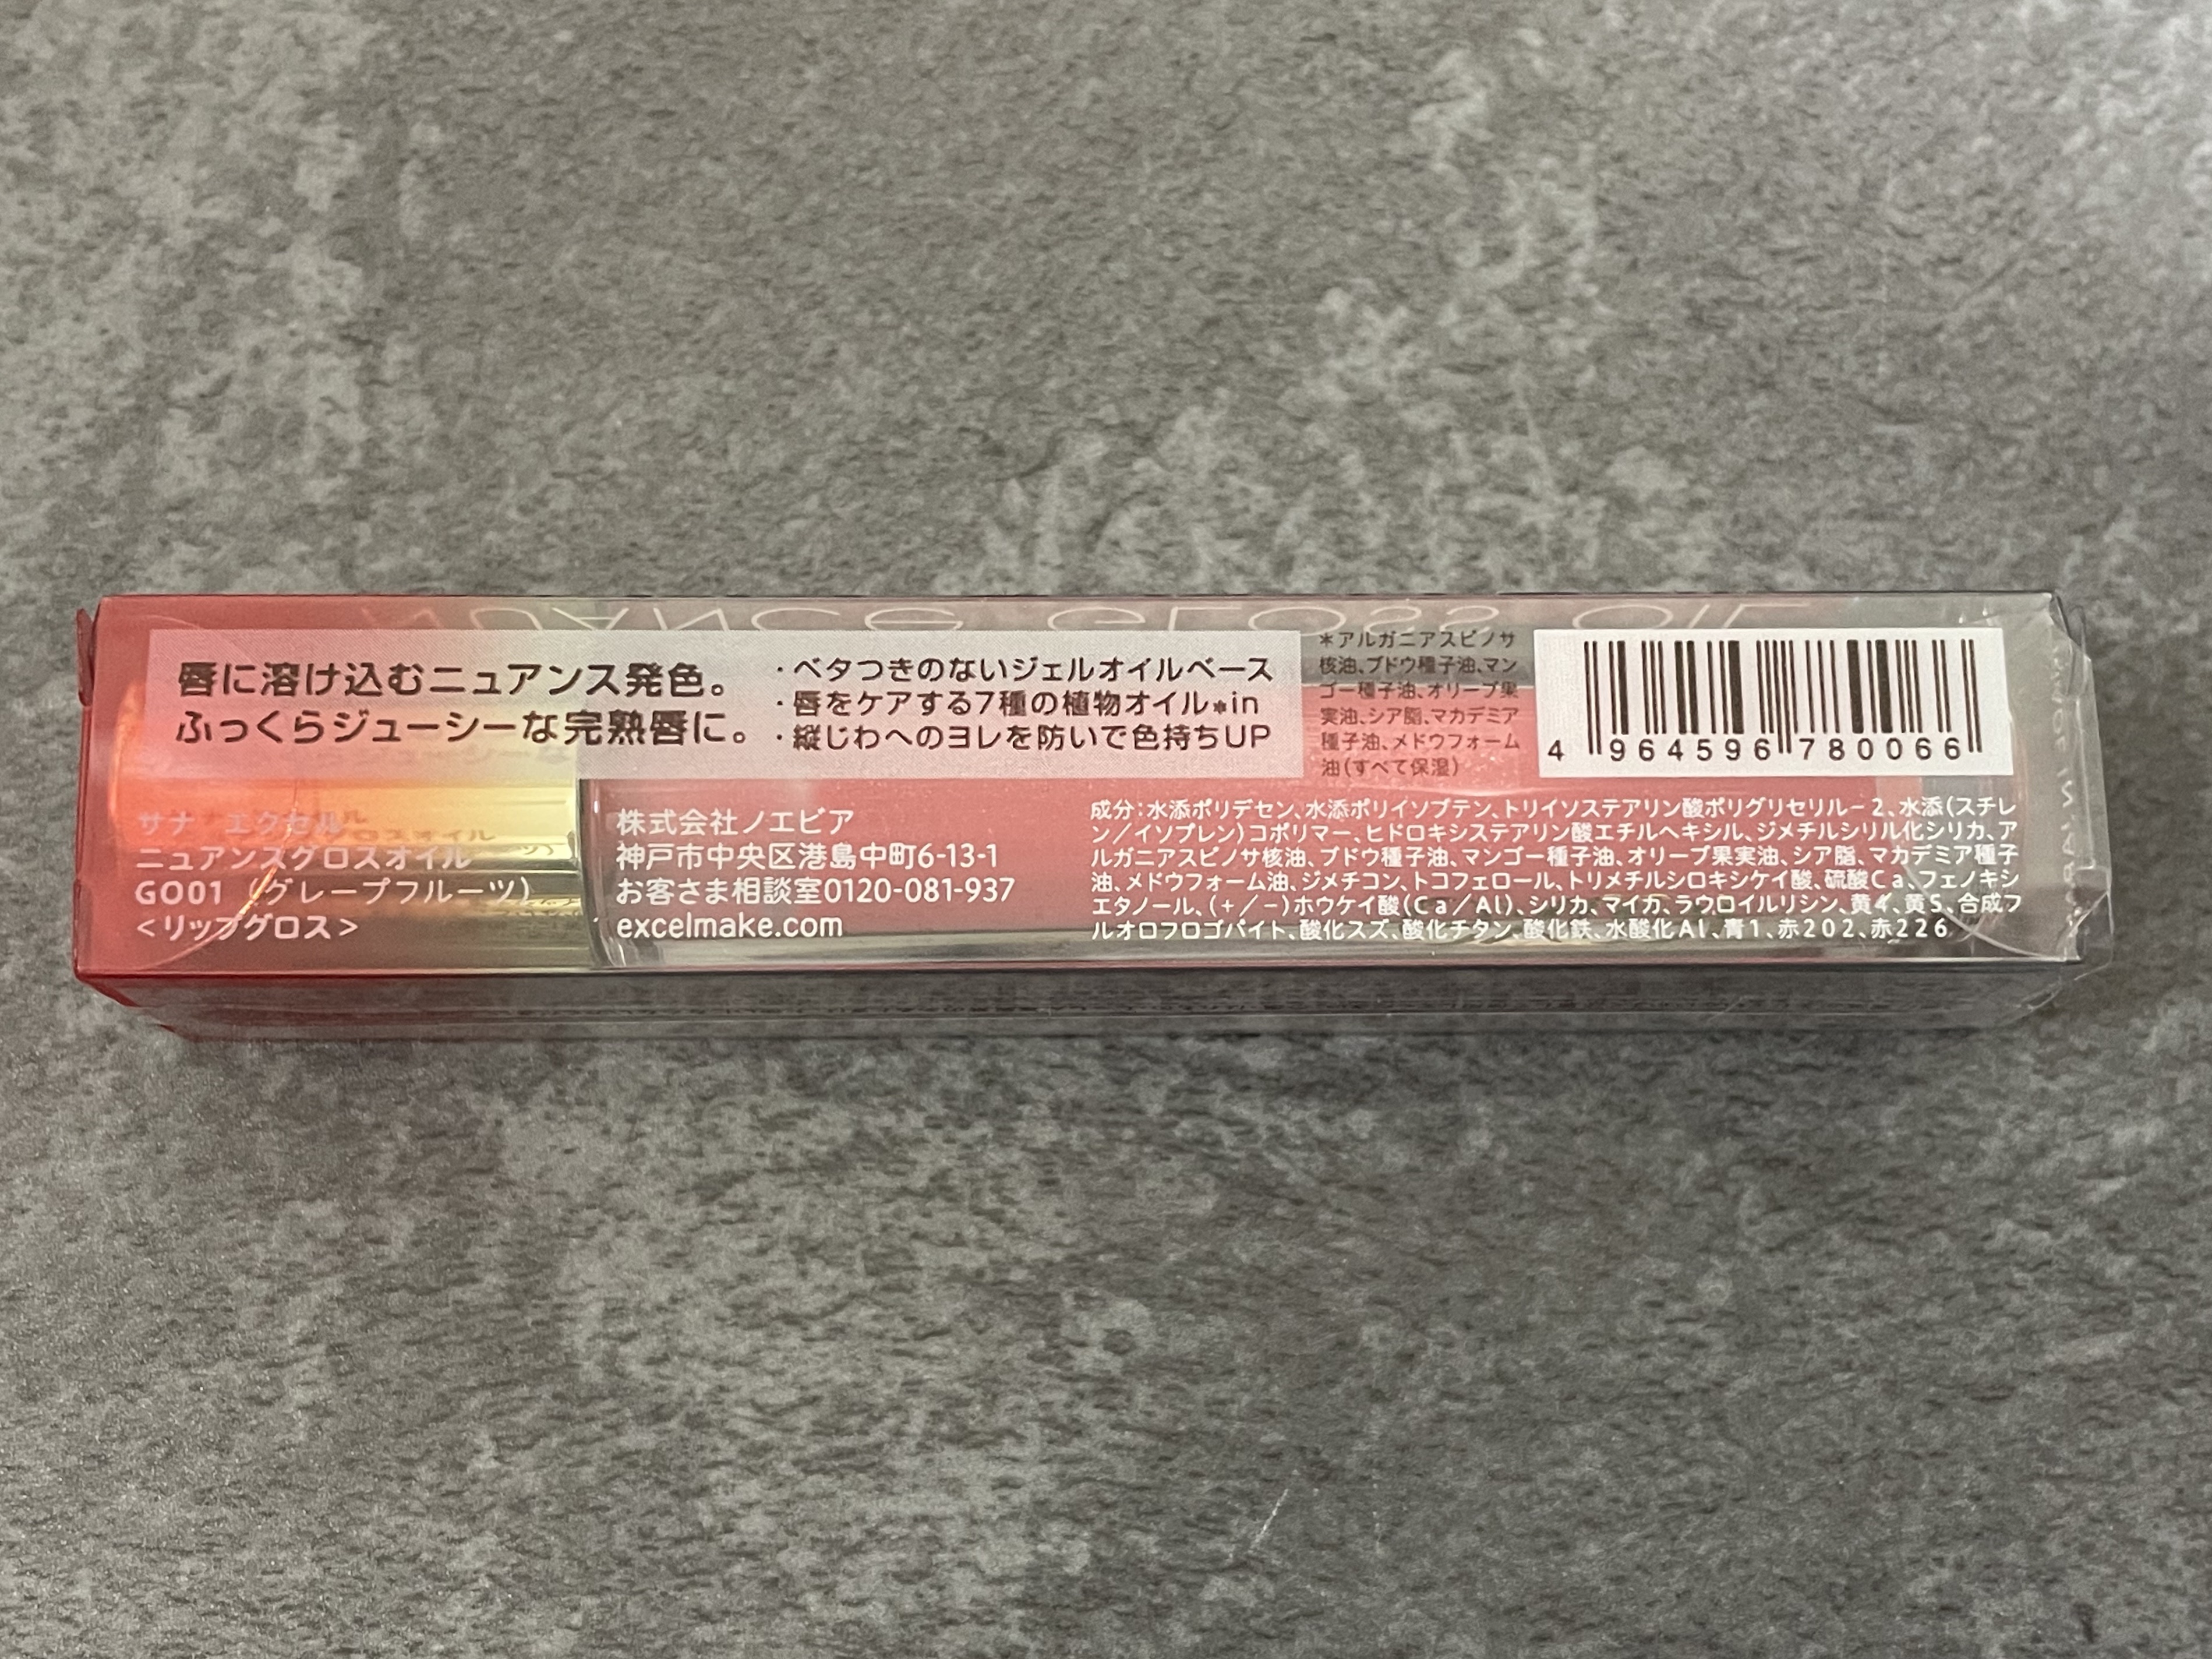 NUANCE GLOSS OIL
唇に溶け込むニュアンス発色。
ふっくらジューシーな完熟唇に。
・ベタつきのないジェルオイルベース
・唇をケアする7種の植物オイル*in
・縦じわへのヨレを防いで色持ちUP
*アルガニアスピノサ
核油、ブドウ種子油、マン
ゴー種子油、オリーブ果
実油、シア脂、マカデミア
種子油、メドウフォーム
油(すべて保湿)
4 964596 780066
サナ エクセル
ニュアンスグロスオイル
GO01 (グレープフルーツ)
<リップグロス>
株式会社ノエビア
神戸市中央区港島中町6-13-1
お客さま相談室0120-081-937
excelmake.com
成分:水添ポリデセン、水添ポリイソブテン、トリイソステアリン酸ポリグリセリル-2、水添(スチレ
ン/イソプレン)コポリマー、ヒドロキシステアリン酸エチルヘキシル、ジメチルシリル化シリカ、ア
ルガニアスピノサ核油、ブドウ種子油、マンゴー種子油、オリーブ果実油、シア脂、マカデミア種子
油、メドウフォーム油、ジメチコン、トコフェロール、トリメチルシロキシケイ酸、硫酸Ca、フェノキシ
エタノール、(+/-)ホウケイ酸(Ca/Al)、シリカ、マイカ、ラウロイルリシン、黄4、黄5、合成フ
ルオロフロゴパイト、酸化スズ、酸化チタン、酸化鉄、水酸化Al、青1、赤202、赤226